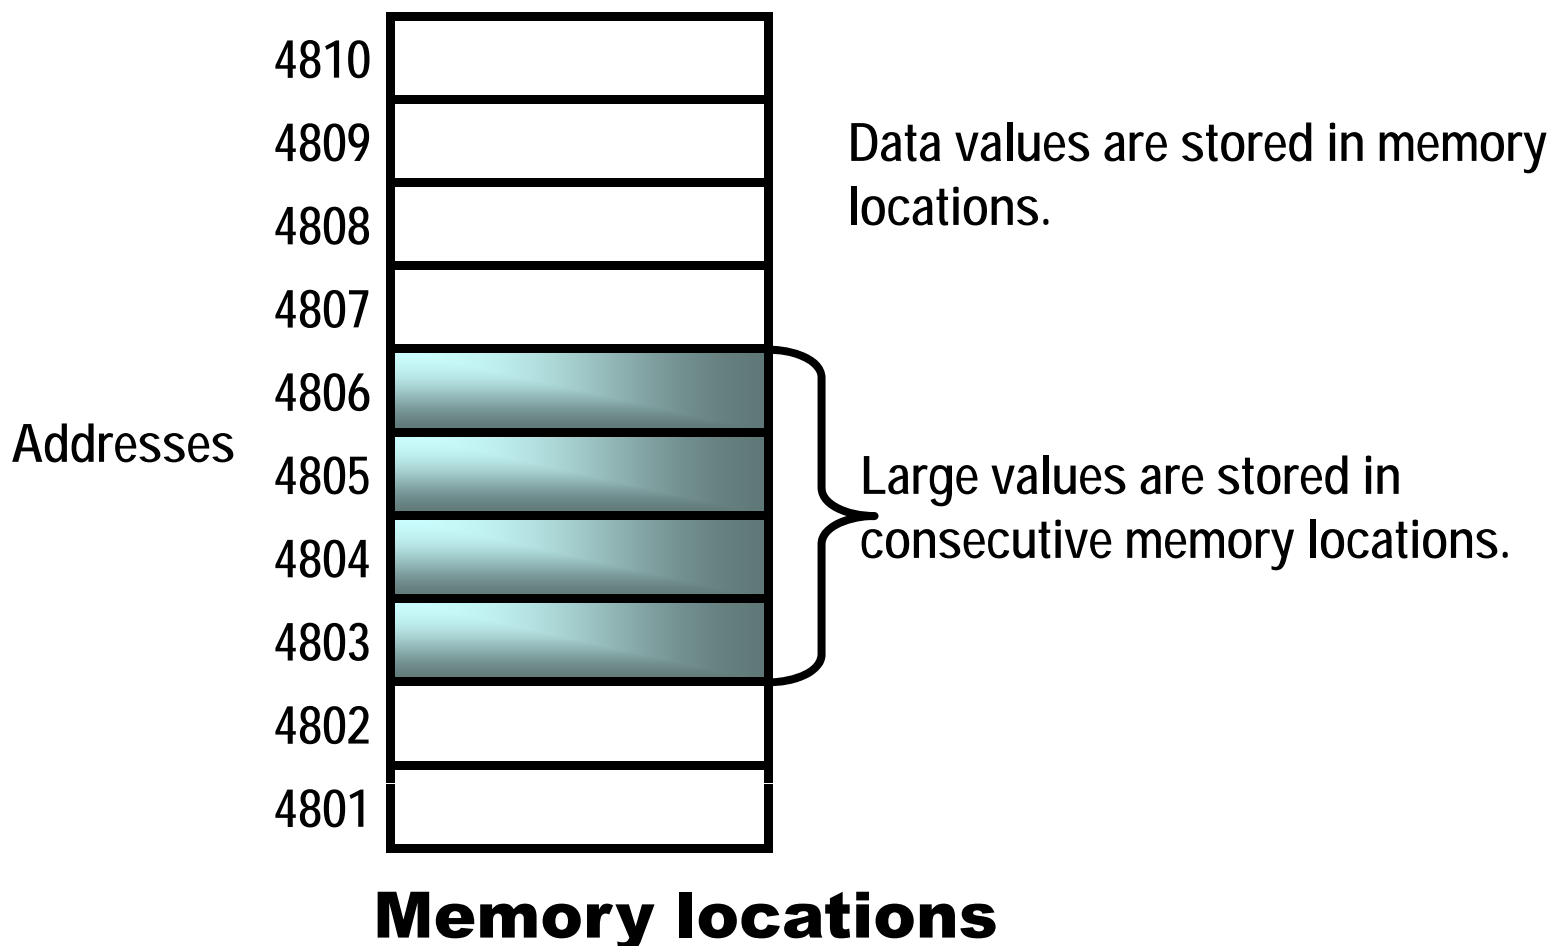 4810
4809
Data values are stored in memory
locations.
4808
4807
4806
Addresses
4805
Large values are stored in
consecutive memory locations.
4804
4803
4802
4801
Memory locations